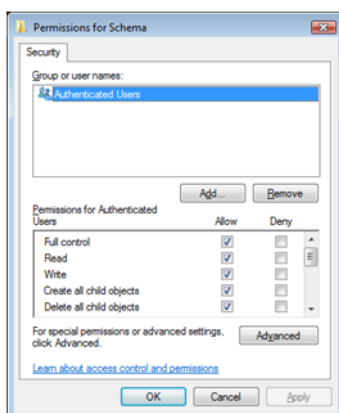 Permissions for Schema
Security
Group or user names:
Authenticated Users
Add...
Remove
Permissions for Authenticated
Users
Allow
Deny
Full control
Read
Write
Create all child objects
Delete all child objects
For special permissions or advanced settings,
click Advanced.
Advanced
Learn about access control and permissions
OK
Cancel
Apply